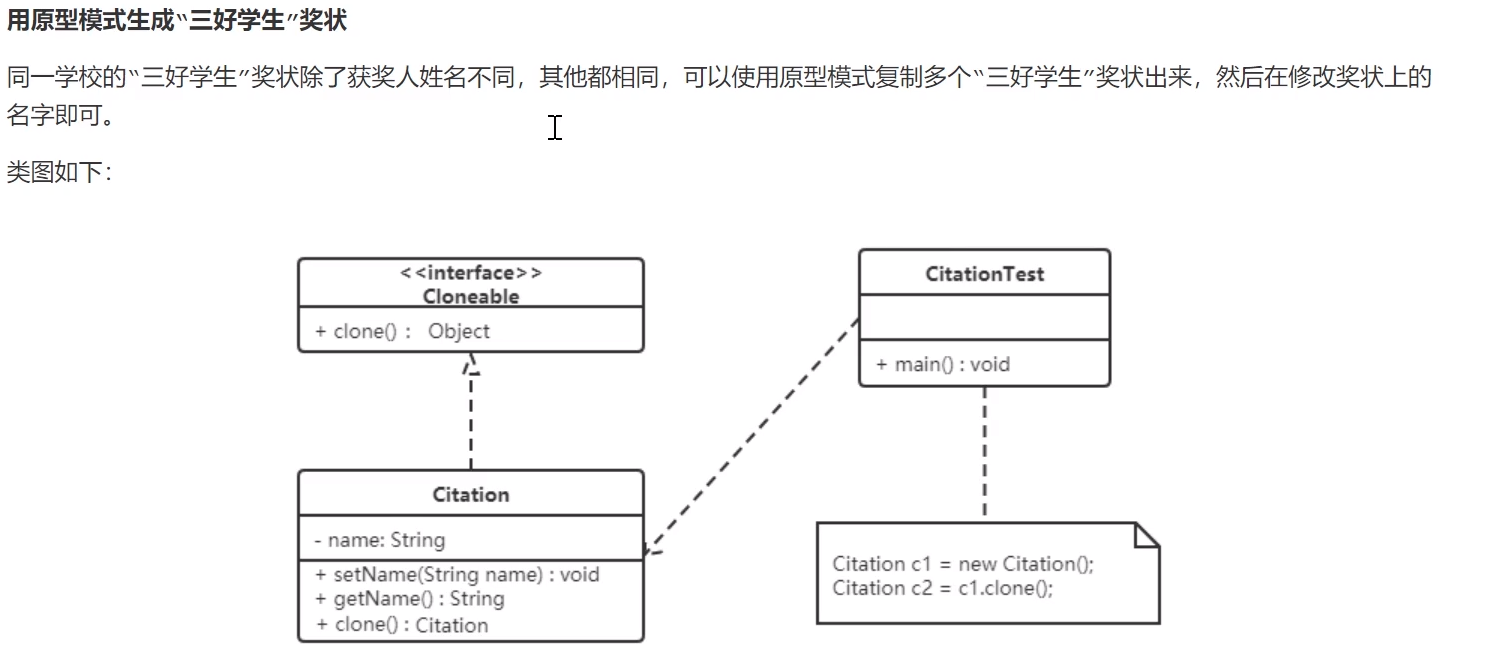 用原型模式生成“三好学生”奖状
同一学校的“三好学生”奖状除了获奖人姓名不同，其他都相同，可以使用原型模式复制多个“三好学生”奖状出来，然后在修改奖状上的
名字即可。
类图如下：
<<interface>>
Cloneable
+ clone() : Object
CitationTest
+ main() : void
Citation
- name: String
+ setName(String name) : void
+ getName() : String
+ clone() : Citation
Citation c1 = new Citation();
Citation c2 = c1.clone();